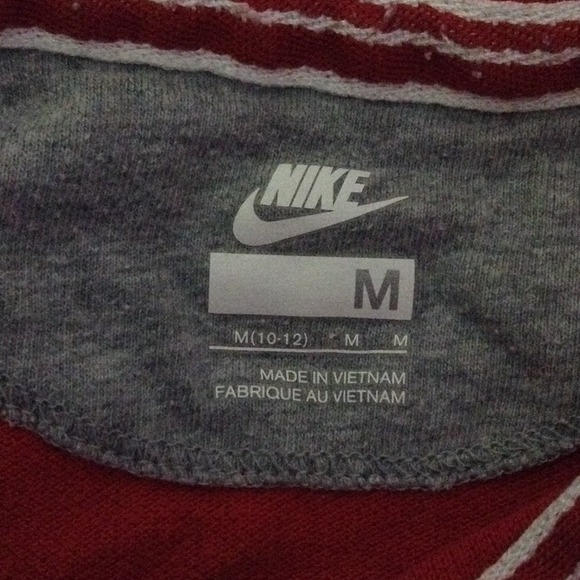 NIKE
M
M(10-12) M M
MADE IN VIETNAM
FABRIQUE AU VIETNAM